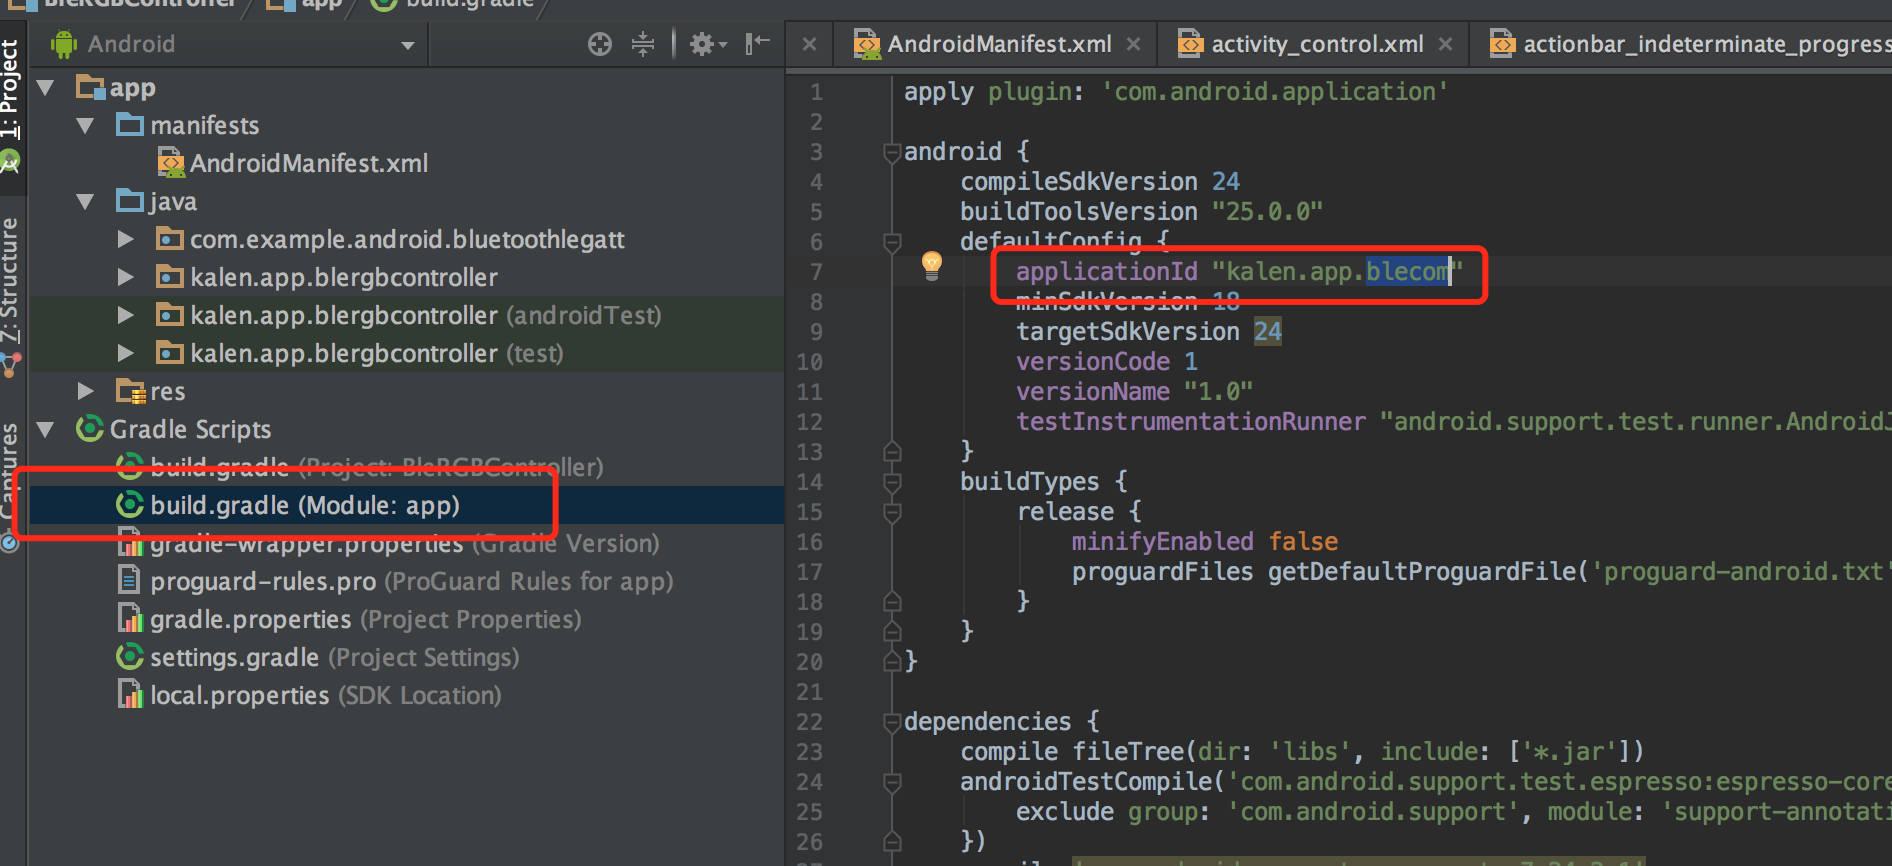 BleRGBController app build.gradle
Android
AndroidManifest.xml activity_control.xml actionbar_indeterminate_progress
1: Project
7: Structure
Captures
app
manifests
AndroidManifest.xml
java
com.example.android.bluetoothlegatt
kalen.app.blergbcontroller
kalen.app.blergbcontroller (androidTest)
kalen.app.blergbcontroller (test)
res
Gradle Scripts
build.gradle (Project: BleRGBController)
build.gradle (Module: app)
gradle-wrapper.properties (Gradle Version)
proguard-rules.pro (ProGuard Rules for app)
gradle.properties (Project Properties)
settings.gradle (Project Settings)
local.properties (SDK Location)
1 apply plugin: 'com.android.application'
2
3 android {
4 compileSdkVersion 24
5 buildToolsVersion "25.0.0"
6 defaultConfig {
7 applicationId "kalen.app.blecom"
8 minSdkVersion 18
9 targetSdkVersion 24
10 versionCode 1
11 versionName "1.0"
12 testInstrumentationRunner "android.support.test.runner.AndroidJ
13 }
14 buildTypes {
15 release {
16 minifyEnabled false
17 proguardFiles getDefaultProguardFile('proguard-android.txt'
18 }
19 }
20 }
21
22 dependencies {
23 compile fileTree(dir: 'libs', include: ['*.jar'])
24 androidTestCompile('com.android.support.test.espresso:espresso-core
25 exclude group: 'com.android.support', module: 'support-annotati
26 })